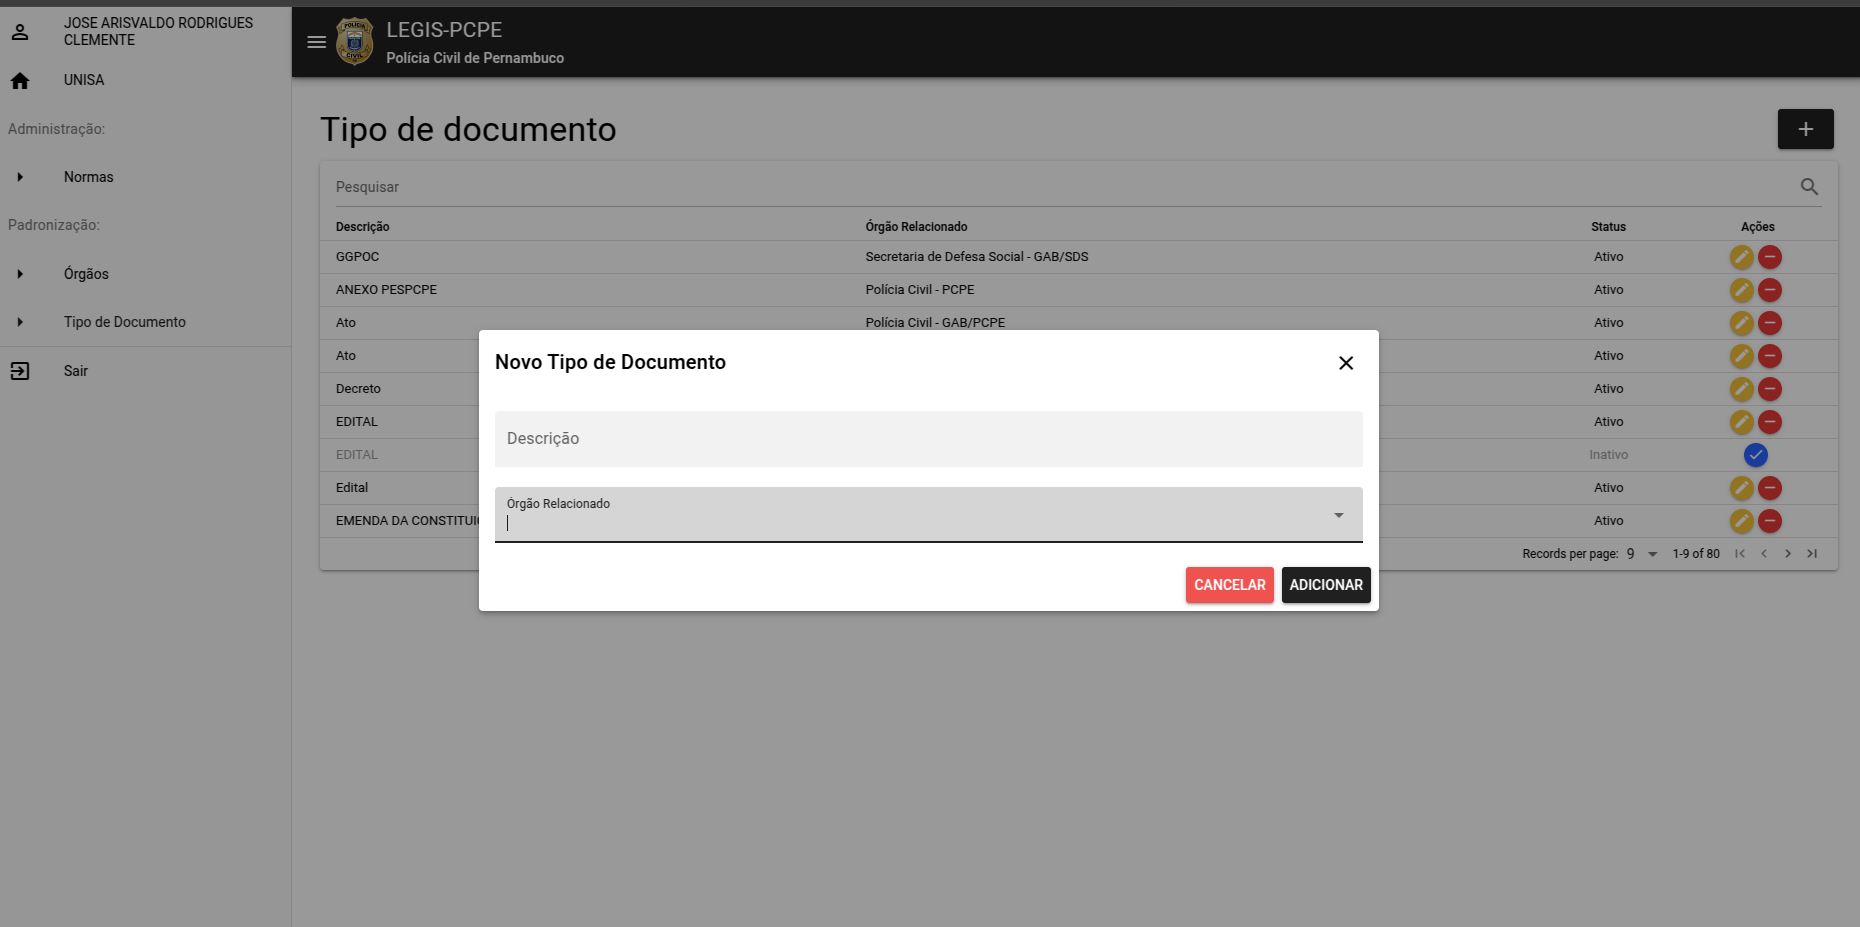 JOSE ARISVALDO RODRIGUES
CLEMENTE
UNISA
Administração:
Normas
Padronização:
Órgãos
Tipo de Documento
Sair
LEGIS-PCPE
Polícia Civil de Pernambuco
Tipo de documento
+
Pesquisar
Descrição Órgão Relacionado Status Ações
GGPOC Secretaria de Defesa Social - GAB/SDS Ativo
ANEXO PESPCPE Polícia Civil - PCPE Ativo
Ato Polícia Civil - GAB/PCPE Ativo
Ato Ativo
Decreto Ativo
EDITAL Ativo
EDITAL Inativo
Edital Ativo
EMENDA DA CONSTITUI Ativo
Records per page: 9 1-9 of 80
Novo Tipo de Documento
Descrição
Órgão Relacionado
CANCELAR ADICIONAR